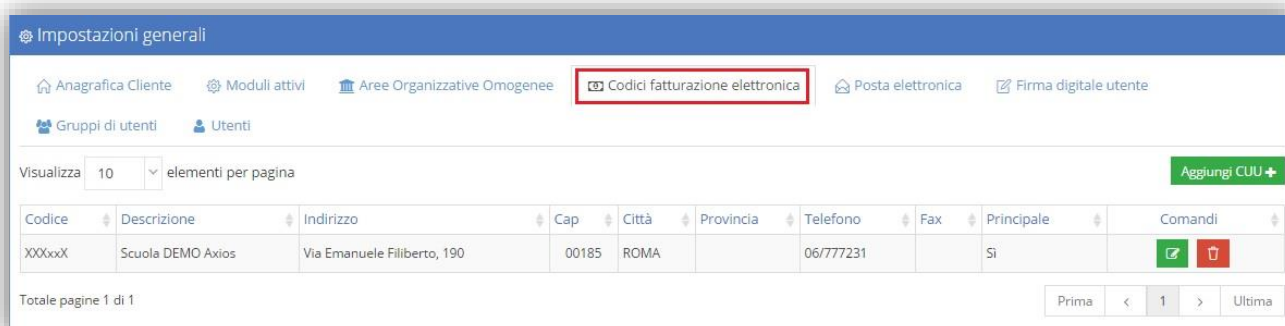 Impostazioni generali
Anagrafica Cliente Moduli attivi Aree Organizzative Omogenee Codici fatturazione elettronica Posta elettronica Firma digitale utente
Gruppi di utenti Utenti
Visualizza 10 elementi per pagina Aggiungi CUU +
Codice Descrizione Indirizzo Cap Città Provincia Telefono Fax Principale Comandi
XXXxxX Scuola DEMO Axios Via Emanuele Filiberto, 190 00185 ROMA 06/777231 Sì
Totale pagine 1 di 1 Prima < 1 > Ultima